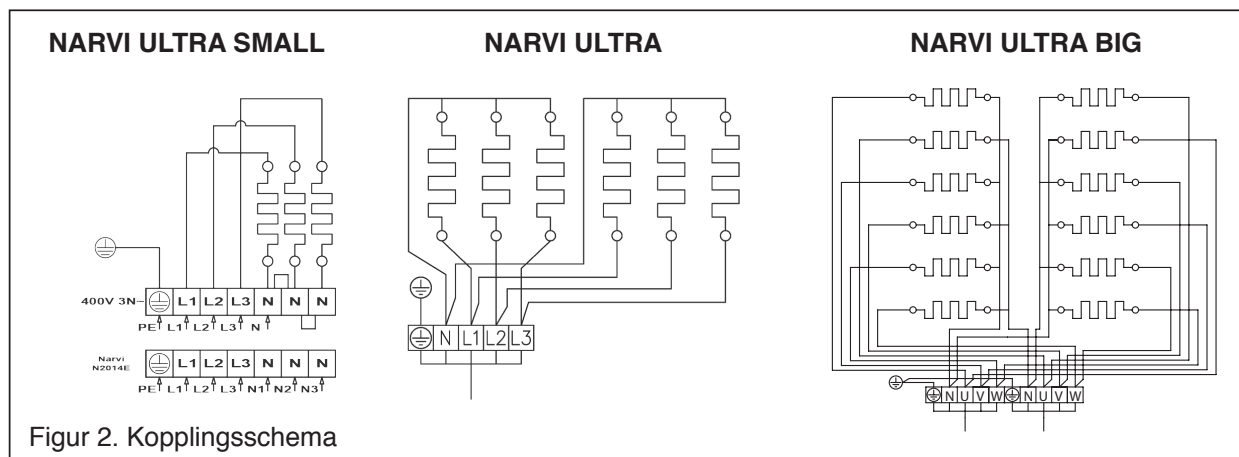 NARVI ULTRA SMALL
NARVI ULTRA
NARVI ULTRA BIG
400V 3N~
L1 L2 L3 N N N
PE L1 L2 L3 N
Narvi
N2014E
L1 L2 L3 N N N
PE L1 L2 L3 N1 N2 N3
N L1 L2 L3
N U V W N U V W
Figur 2. Kopplingsschema